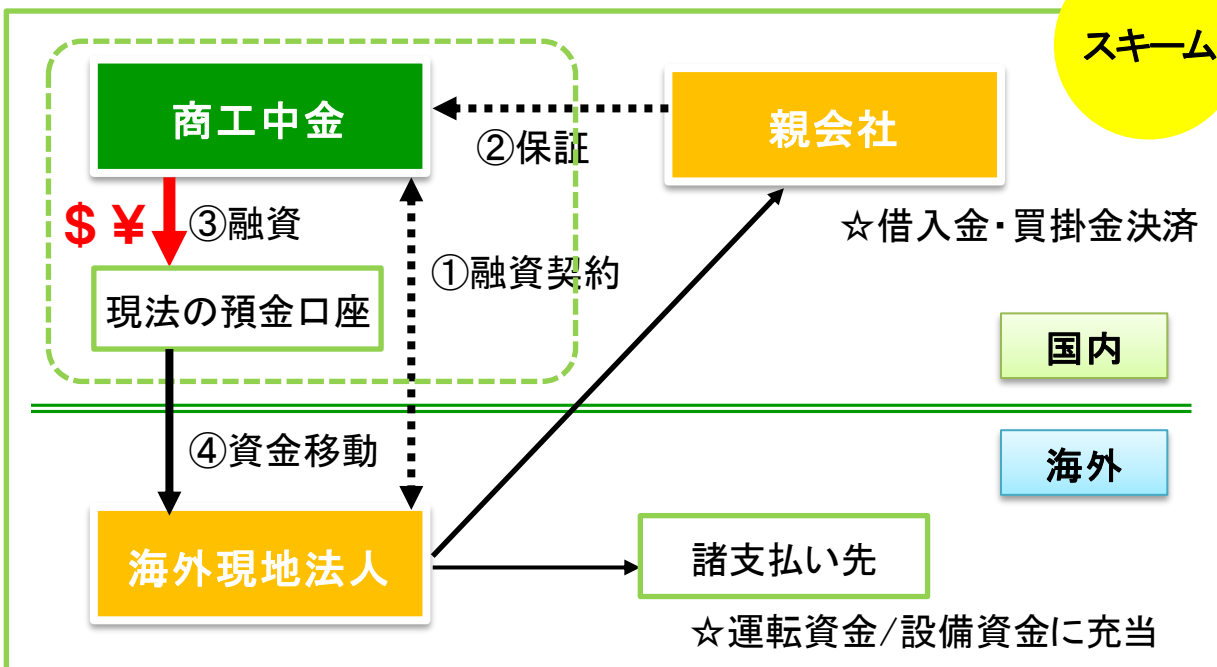 スキーム
商工中金
親会社
②保証
$ ¥
③融資
☆借入金・買掛金決済
①融資契約
現法の預金口座
国内
④資金移動
海外
海外現地法人
諸支払い先
☆運転資金/設備資金に充当